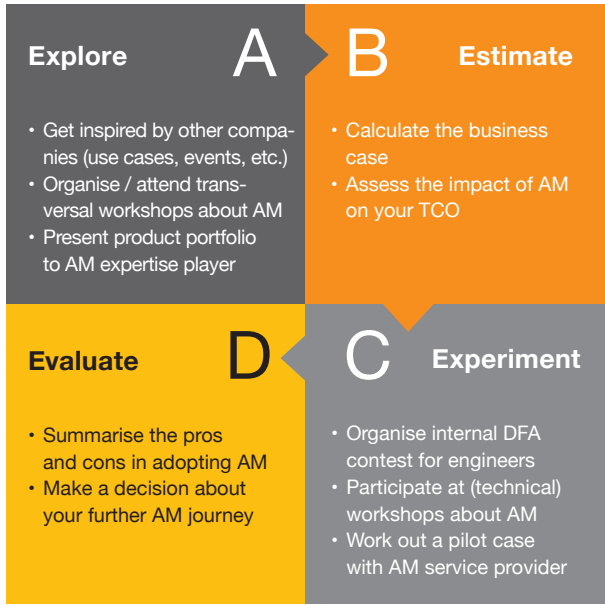 Explore A
• Get inspired by other compa-
nies (use cases, events, etc.)
• Organise / attend trans-
versal workshops about AM
• Present product portfolio
to AM expertise player
B Estimate
• Calculate the business
case
• Assess the impact of AM
on your TCO
C Experiment
• Organise internal DFA
contest for engineers
• Participate at (technical)
workshops about AM
• Work out a pilot case
with AM service provider
Evaluate D
• Summarise the pros
and cons in adopting AM
• Make a decision about
your further AM journey